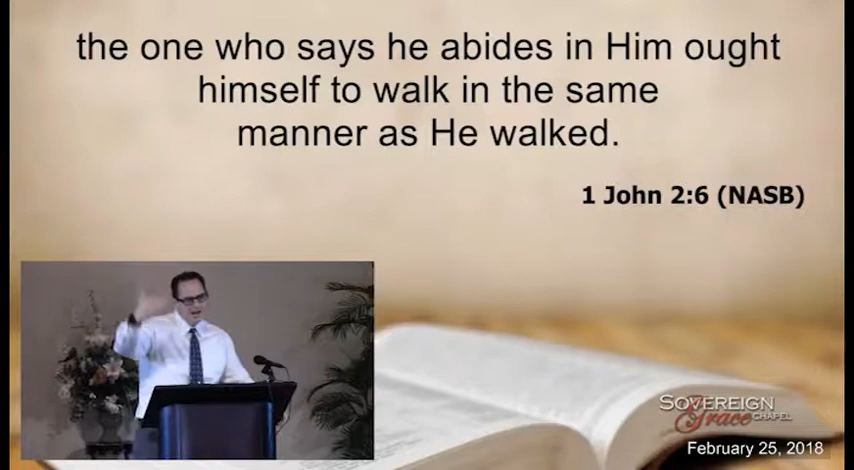 the one who says he abides in Him ought
himself to walk in the same
manner as He walked.
1 John 2:6 (NASB)
SOVEREIGN
Grace CHAPEL
February 25, 2018